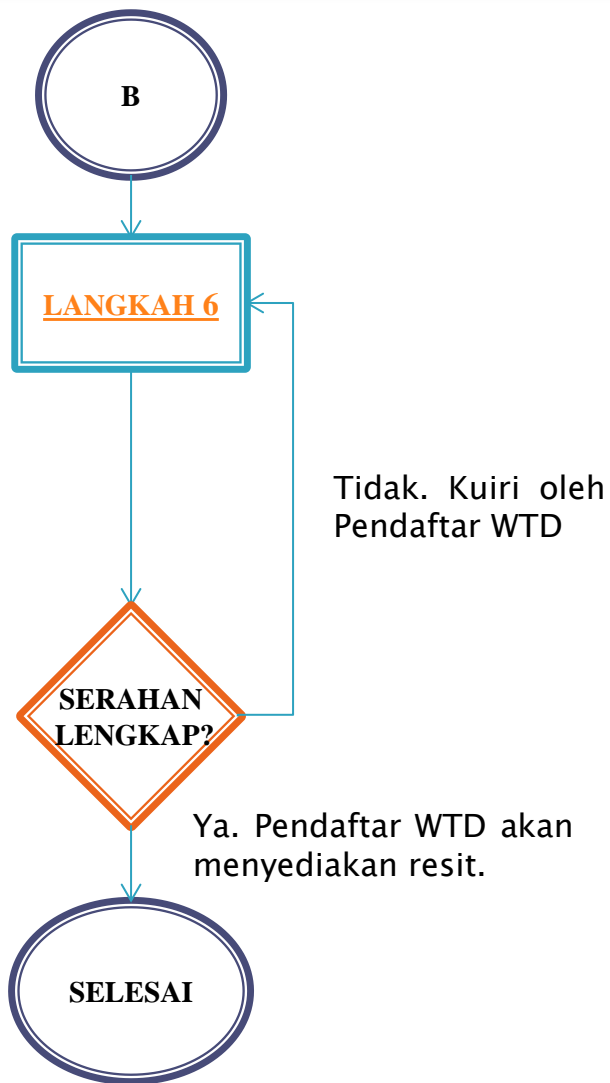 B
LANGKAH 6
Tidak. Kuiri oleh
Pendaftar WTD
SERAHAN
LENGKAP?
Ya. Pendaftar WTD akan
menyediakan resit.
SELESAI